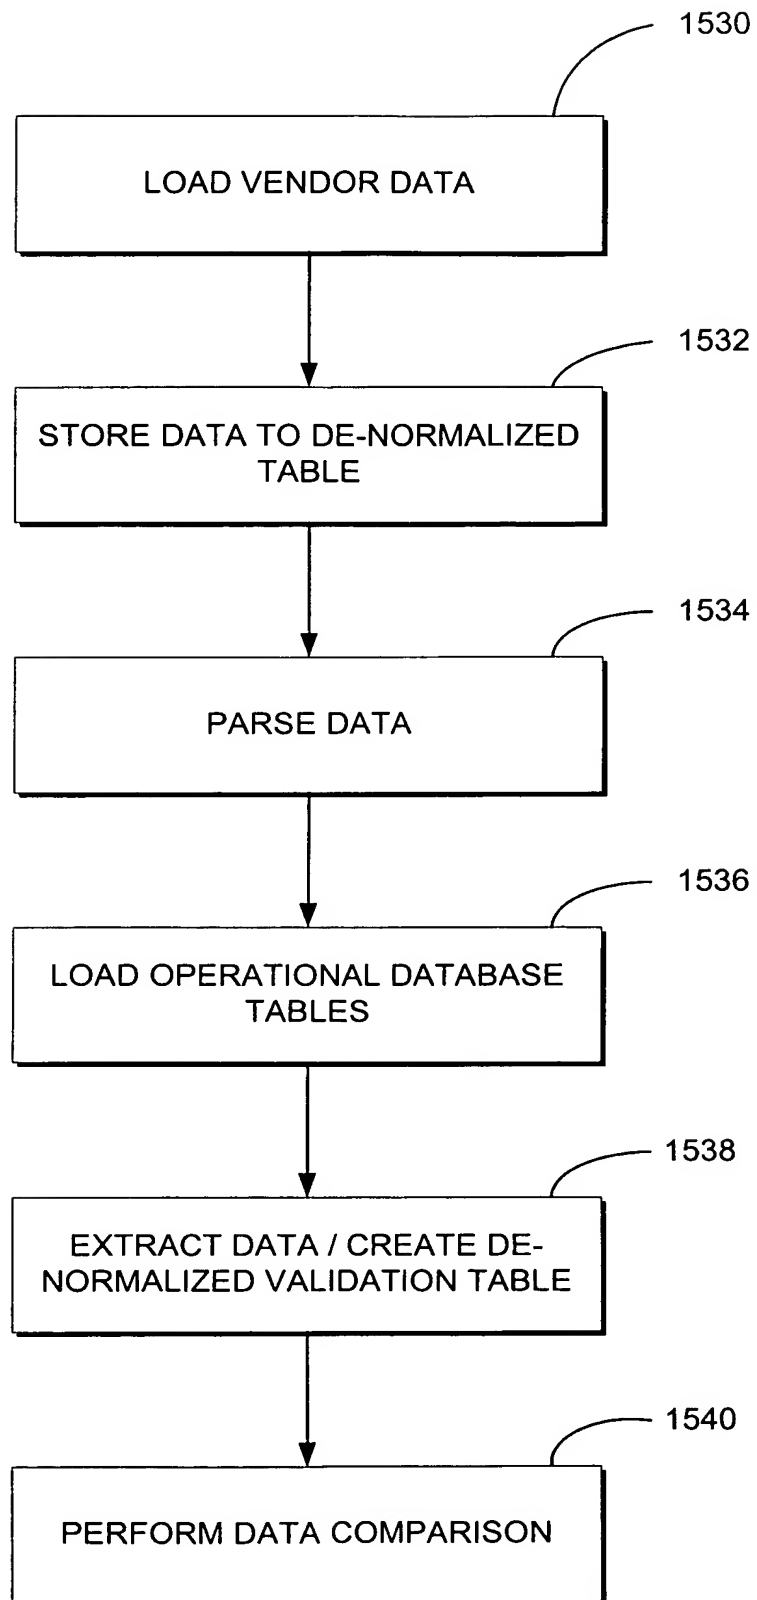 1530
LOAD VENDOR DATA
1532
STORE DATA TO DE-NORMALIZED
TABLE
1534
PARSE DATA
1536
LOAD OPERATIONAL DATABASE
TABLES
1538
EXTRACT DATA / CREATE DE-
NORMALIZED VALIDATION TABLE
1540
PERFORM DATA COMPARISON